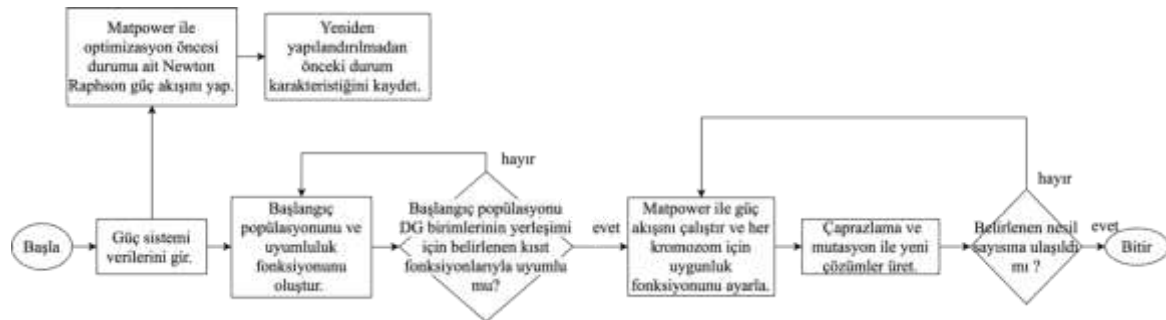 Matpower ile
optimizasyon öncesi
duruma ait Newton
Raphson güç akışını yap.
Yeniden
yapılandırılmadan
önceki durum
karakteristiğini kaydet.
Başla
Güç sistemi
verilerini gir.
Başlangıç
popülasyonunu ve
uyumluluk
fonksiyonunu
oluştur.
hayır
Başlangıç popülasyonu
DG birimlerinin yerleşimi
için belirlenen kısıt
fonksiyonlarıyla uyumlu
mu?
evet
Matpower ile güç
akışını çalıştır ve her
kromozom için
uygunluk
fonksiyonunu ayarla.
Çaprazlama ve
mutasyon ile yeni
çözümler üret.
hayır
Belirlenen nesil
sayısına ulaşıldı
mı ?
evet
Bitir